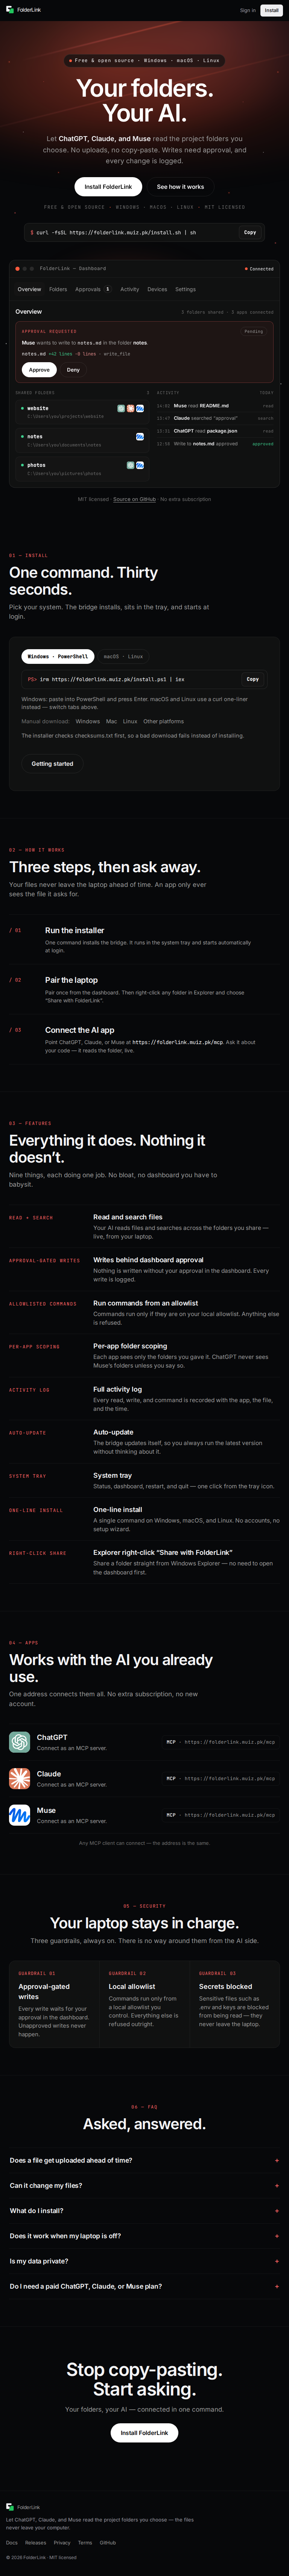 FolderLink
Sign in
Install
Free & open source · Windows · macOS · Linux
Your folders.
Your AI.
Let ChatGPT, Claude, and Muse read the project folders you
choose. No uploads, no copy-paste. Writes need approval, and
every change is logged.
Install FolderLink
See how it works
FREE & OPEN SOURCE · WINDOWS · MACOS · LINUX · MIT LICENSED
$ curl -fsSL https://folderlink.muiz.pk/install.sh | sh
Copy
FolderLink — Dashboard
Connected
Overview
Folders
Approvals 1
Activity
Devices
Settings
Overview
3 folders shared · 3 apps connected
APPROVAL REQUESTED
Pending
Muse wants to write to notes.md in the folder notes.
notes.md +42 lines -8 lines · write_file
Approve
Deny
SHARED FOLDERS
3
website
C:\Users\you\projects\website
notes
C:\Users\you\documents\notes
photos
C:\Users\you\pictures\photos
ACTIVITY
TODAY
Muse read README.md
read
Claude searched "approval"
search
ChatGPT read package.json
read
Write to notes.md approved
approved
MIT licensed · Source on GitHub · No extra subscription
01 — INSTALL
One command. Thirty
seconds.
Pick your system. The bridge installs, sits in the tray, and starts at
login.
Windows · PowerShell
macOS · Linux
PS> irm https://folderlink.muiz.pk/install.ps1 | iex
Copy
Windows: paste into PowerShell and press Enter. macOS and Linux use a curl one-liner
instead — switch tabs above.
Manual download: Windows Mac Linux Other platforms
The installer checks checksums.txt first, so a bad download fails instead of installing.
Getting started
02 — HOW IT WORKS
Three steps, then ask away.
Your files never leave the laptop ahead of time. An app only ever
sees the file it asks for.
/ 01
Run the installer
One command installs the bridge. It runs in the system tray and starts automatically
at login.
/ 02
Pair the laptop
Pair once from the dashboard. Then right-click any folder in Explorer and choose
“Share with FolderLink”.
/ 03
Connect the AI app
Point ChatGPT, Claude, or Muse at https://folderlink.muiz.pk/mcp. Ask it about
your code — it reads the folder, live.
03 — FEATURES
Everything it does. Nothing it
doesn’t.
Nine things, each doing one job. No bloat, no dashboard you have to
babysit.
READ + SEARCH
Read and search files
Your AI reads files and searches across the folders you share —
live, from your laptop.
APPROVAL-GATED WRITES
Writes behind dashboard approval
Nothing is written without your approval in the dashboard. Every
write is logged.
ALLOWLISTED COMMANDS
Run commands from an allowlist
Commands run only if they are on your local allowlist. Anything else
is refused.
PER-APP SCOPING
Per-app folder scoping
Each app sees only the folders you gave it. ChatGPT never sees
Muse’s folders unless you say so.
ACTIVITY LOG
Full activity log
Every read, write, and command is recorded with the app, the file,
and the time.
AUTO-UPDATE
Auto-update
The bridge updates itself, so you always run the latest version
without thinking about it.
SYSTEM TRAY
System tray
Status, dashboard, restart, and quit — one click from the tray icon.
ONE-LINE INSTALL
One-line install
A single command on Windows, macOS, and Linux. No accounts, no
setup wizard.
RIGHT-CLICK SHARE
Explorer right-click “Share with FolderLink”
Share a folder straight from Windows Explorer — no need to open
the dashboard first.
04 — APPS
Works with the AI you already
use.
One address connects them all. No extra subscription, no new
account.
ChatGPT
Connect as an MCP server.
MCP · https://folderlink.muiz.pk/mcp
Claude
Connect as an MCP server.
MCP · https://folderlink.muiz.pk/mcp
Muse
Connect as an MCP server.
MCP · https://folderlink.muiz.pk/mcp
Any MCP client can connect — the address is the same.
05 — SECURITY
Your laptop stays in charge.
Three guardrails, always on. There is no way around them from the AI side.
GUARDRAIL 01
Approval-gated
writes
Every write waits for your
approval in the dashboard.
Unapproved writes never
happen.
GUARDRAIL 02
Local allowlist
Commands run only from
a local allowlist you
control. Everything else is
refused outright.
GUARDRAIL 03
Secrets blocked
Sensitive files such as
.env and keys are blocked
from being read — they
never leave the laptop.
06 — FAQ
Asked, answered.
Does a file get uploaded ahead of time? +
Can it change my files? +
What do I install? +
Does it work when my laptop is off? +
Is my data private? +
Do I need a paid ChatGPT, Claude, or Muse plan? +
Stop copy-pasting.
Start asking.
Your folders, your AI — connected in one command.
Install FolderLink
FolderLink
Let ChatGPT, Claude, and Muse read the project folders you choose — the files
never leave your computer.
Docs Releases Privacy Terms GitHub
© 2026 FolderLink · MIT licensed